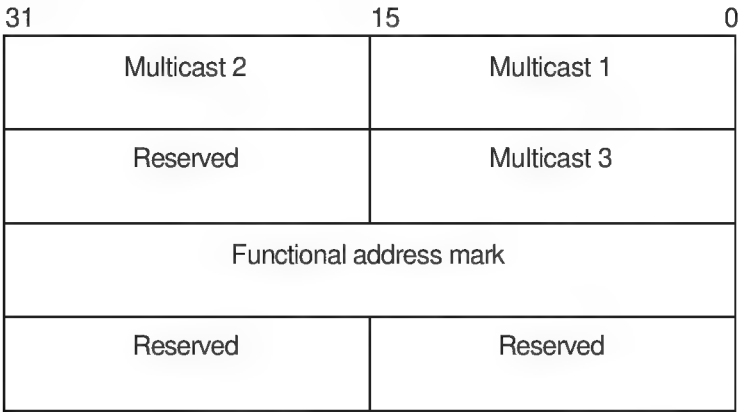 31 15 0
Multicast 2 Multicast 1
Reserved Multicast 3
Functional address mark
Reserved Reserved